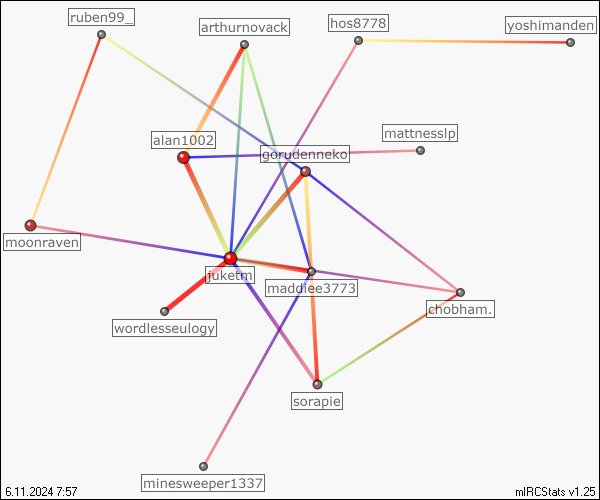 ruben99_
arthurnovack
hos8778
yoshimanden
alan1002
mattnesslp
gorudenneko
moonraven
juketm
maddiee3773
chobham.
wordlesseulogy
sorapie
minesweeper1337
6.11.2024 7:57
mIRCStats v1.25